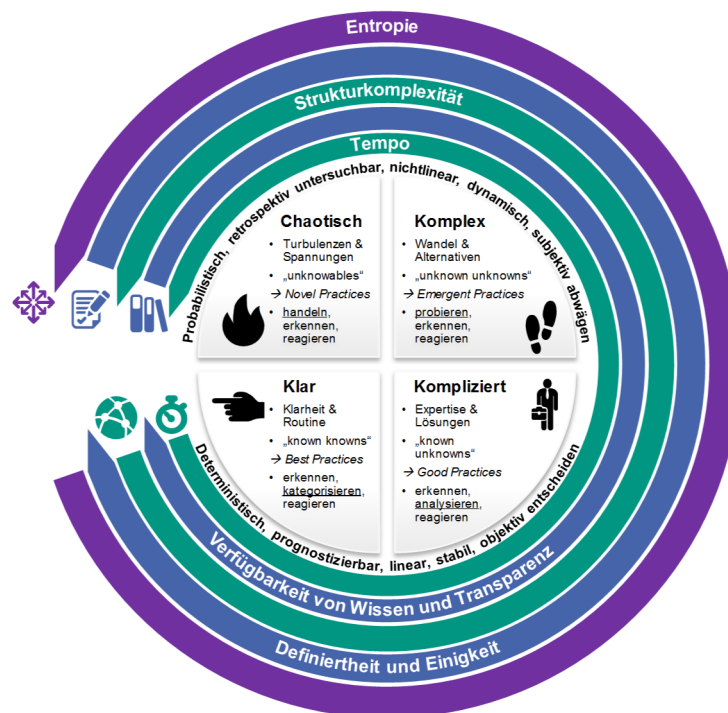 Entropie
Strukturkomplexität
Tempo
Probabilistisch, retrospektiv untersuchbar, nichtlinear, dynamisch, subjektiv abwägen
Chaotisch
• Turbulenzen &
Spannungen
• „unknowables“
→ Novel Practices
• handeln,
erkennen,
reagieren
Komplex
• Wandel &
Alternativen
• „unknown unknowns“
→ Emergent Practices
• probieren,
erkennen,
reagieren
Klar
• Klarheit &
Routine
• „known knowns“
→ Best Practices
• erkennen,
kategorisieren,
reagieren
Kompliziert
• Expertise &
Lösungen
• „known
unknowns“
→ Good Practices
• erkennen,
analysieren,
reagieren
Deterministisch, prognostizierbar, linear, stabil, objektiv entscheiden
Verfügbarkeit von Wissen und Transparenz
Definiertheit und Einigkeit